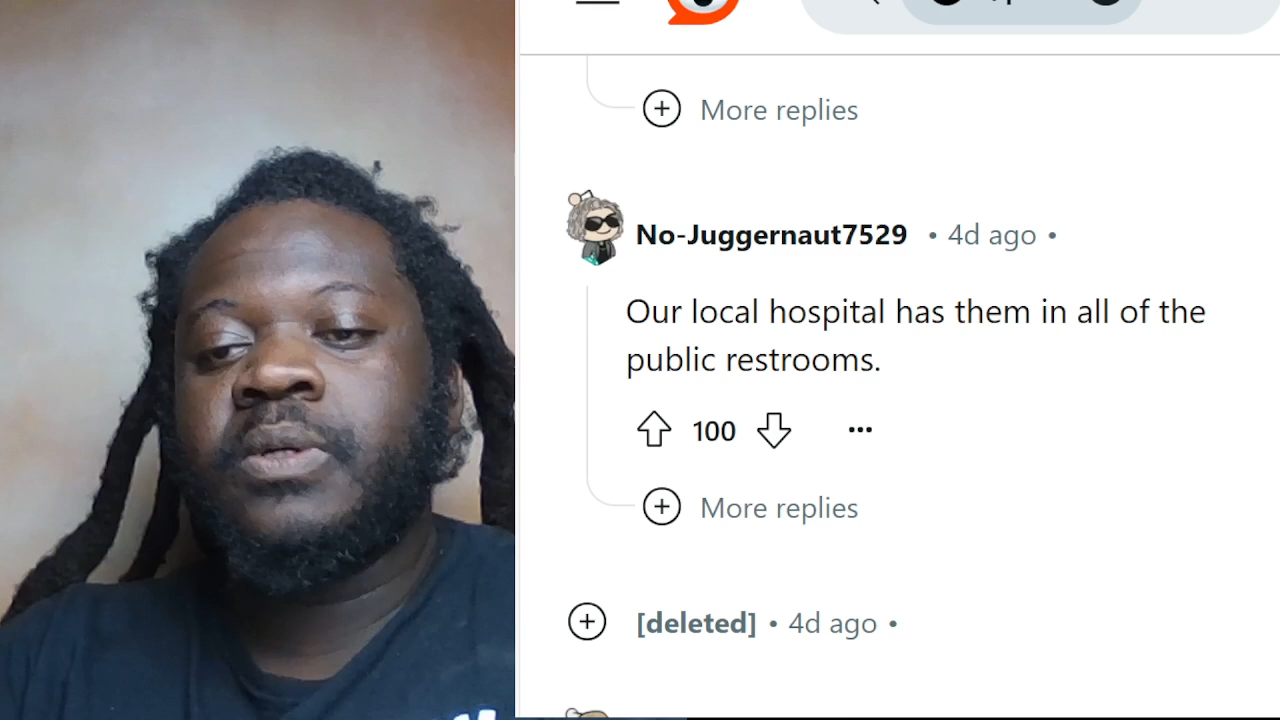 More replies
No-Juggernaut7529 • 4d ago •
Our local hospital has them in all of the
public restrooms.
100
More replies
[deleted] • 4d ago •